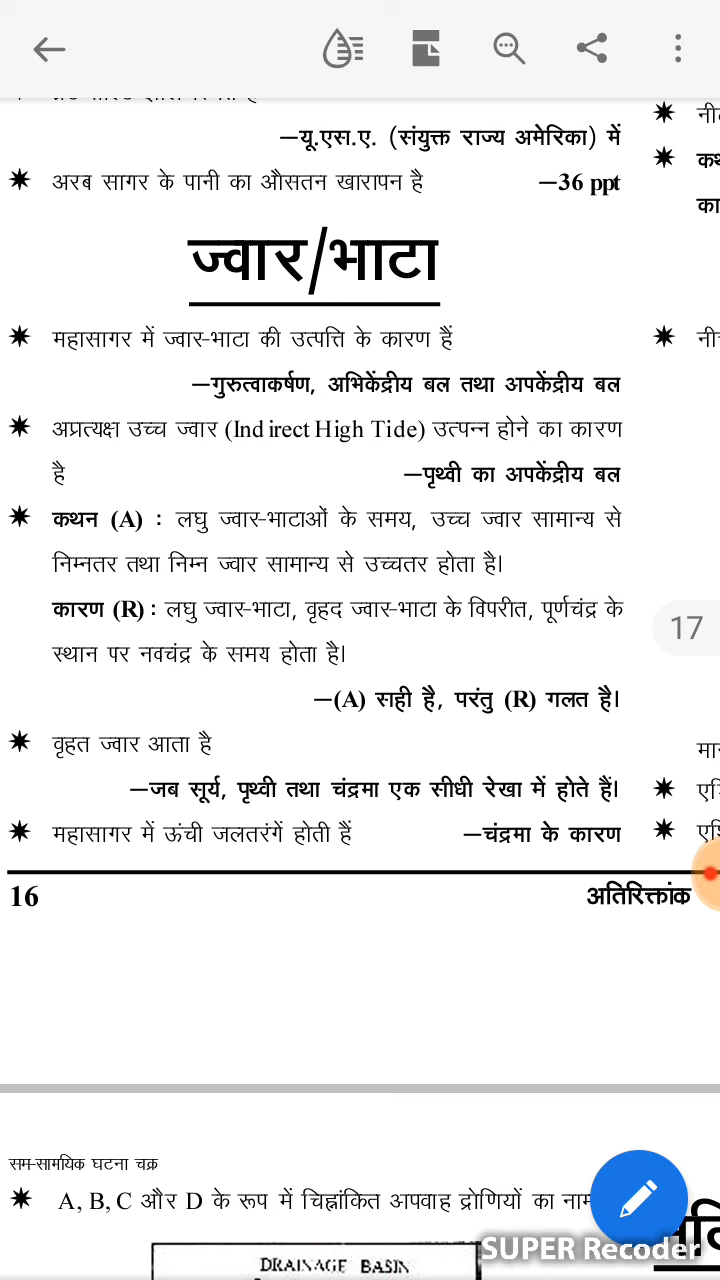 —यू.एस.ए. (संयुक्त राज्य अमेरिका) में
✷ अरब सागर के पानी का औसतन खारापन है —36 ppt
ज्वार/भाटा
✷ महासागर में ज्वार-भाटा की उत्पत्ति के कारण हैं
—गुरुत्वाकर्षण, अभिकेंद्रीय बल तथा अपकेंद्रीय बल
✷ अप्रत्यक्ष उच्च ज्वार (Indirect High Tide) उत्पन्न होने का कारण
है —पृथ्वी का अपकेंद्रीय बल
✷ कथन (A) : लघु ज्वार-भाटाओं के समय, उच्च ज्वार सामान्य से
निम्नतर तथा निम्न ज्वार सामान्य से उच्चतर होता है।
कारण (R) : लघु ज्वार-भाटा, वृहद ज्वार-भाटा के विपरीत, पूर्णचंद्र के
स्थान पर नवचंद्र के समय होता है।
—(A) सही है, परंतु (R) गलत है।
✷ वृहत ज्वार आता है
—जब सूर्य, पृथ्वी तथा चंद्रमा एक सीधी रेखा में होते हैं।
✷ महासागर में ऊंची जलतरंगें होती हैं —चंद्रमा के कारण
16 अतिरिक्तांक
17
सम-सामयिक घटना चक्र
✷ A, B, C और D के रूप में चिह्नांकित अपवाह द्रोणियों का नाम
DRAINAGE BASIN
SUPER Recoder